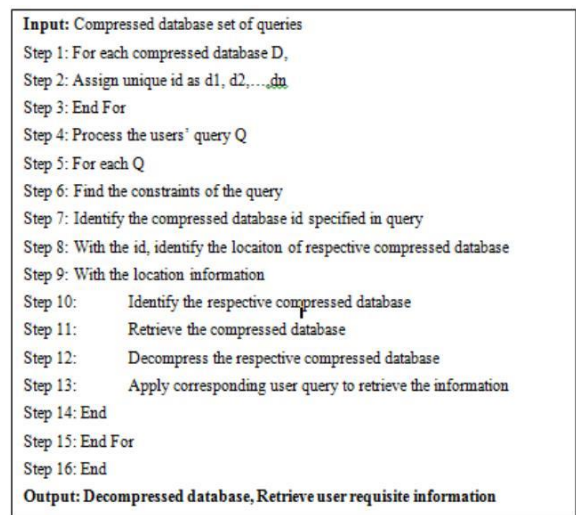 Input: Compressed database set of queries
Step 1: For each compressed database D,
Step 2: Assign unique id as d1, d2,…,dn
Step 3: End For
Step 4: Process the users’ query Q
Step 5: For each Q
Step 6: Find the constraints of the query
Step 7: Identify the compressed database id specified in query
Step 8: With the id, identify the locaiton of respective compressed database
Step 9: With the location information
Step 10: Identify the respective compressed database
Step 11: Retrieve the compressed database
Step 12: Decompress the respective compressed database
Step 13: Apply corresponding user query to retrieve the information
Step 14: End
Step 15: End For
Step 16: End
Output: Decompressed database, Retrieve user requisite information